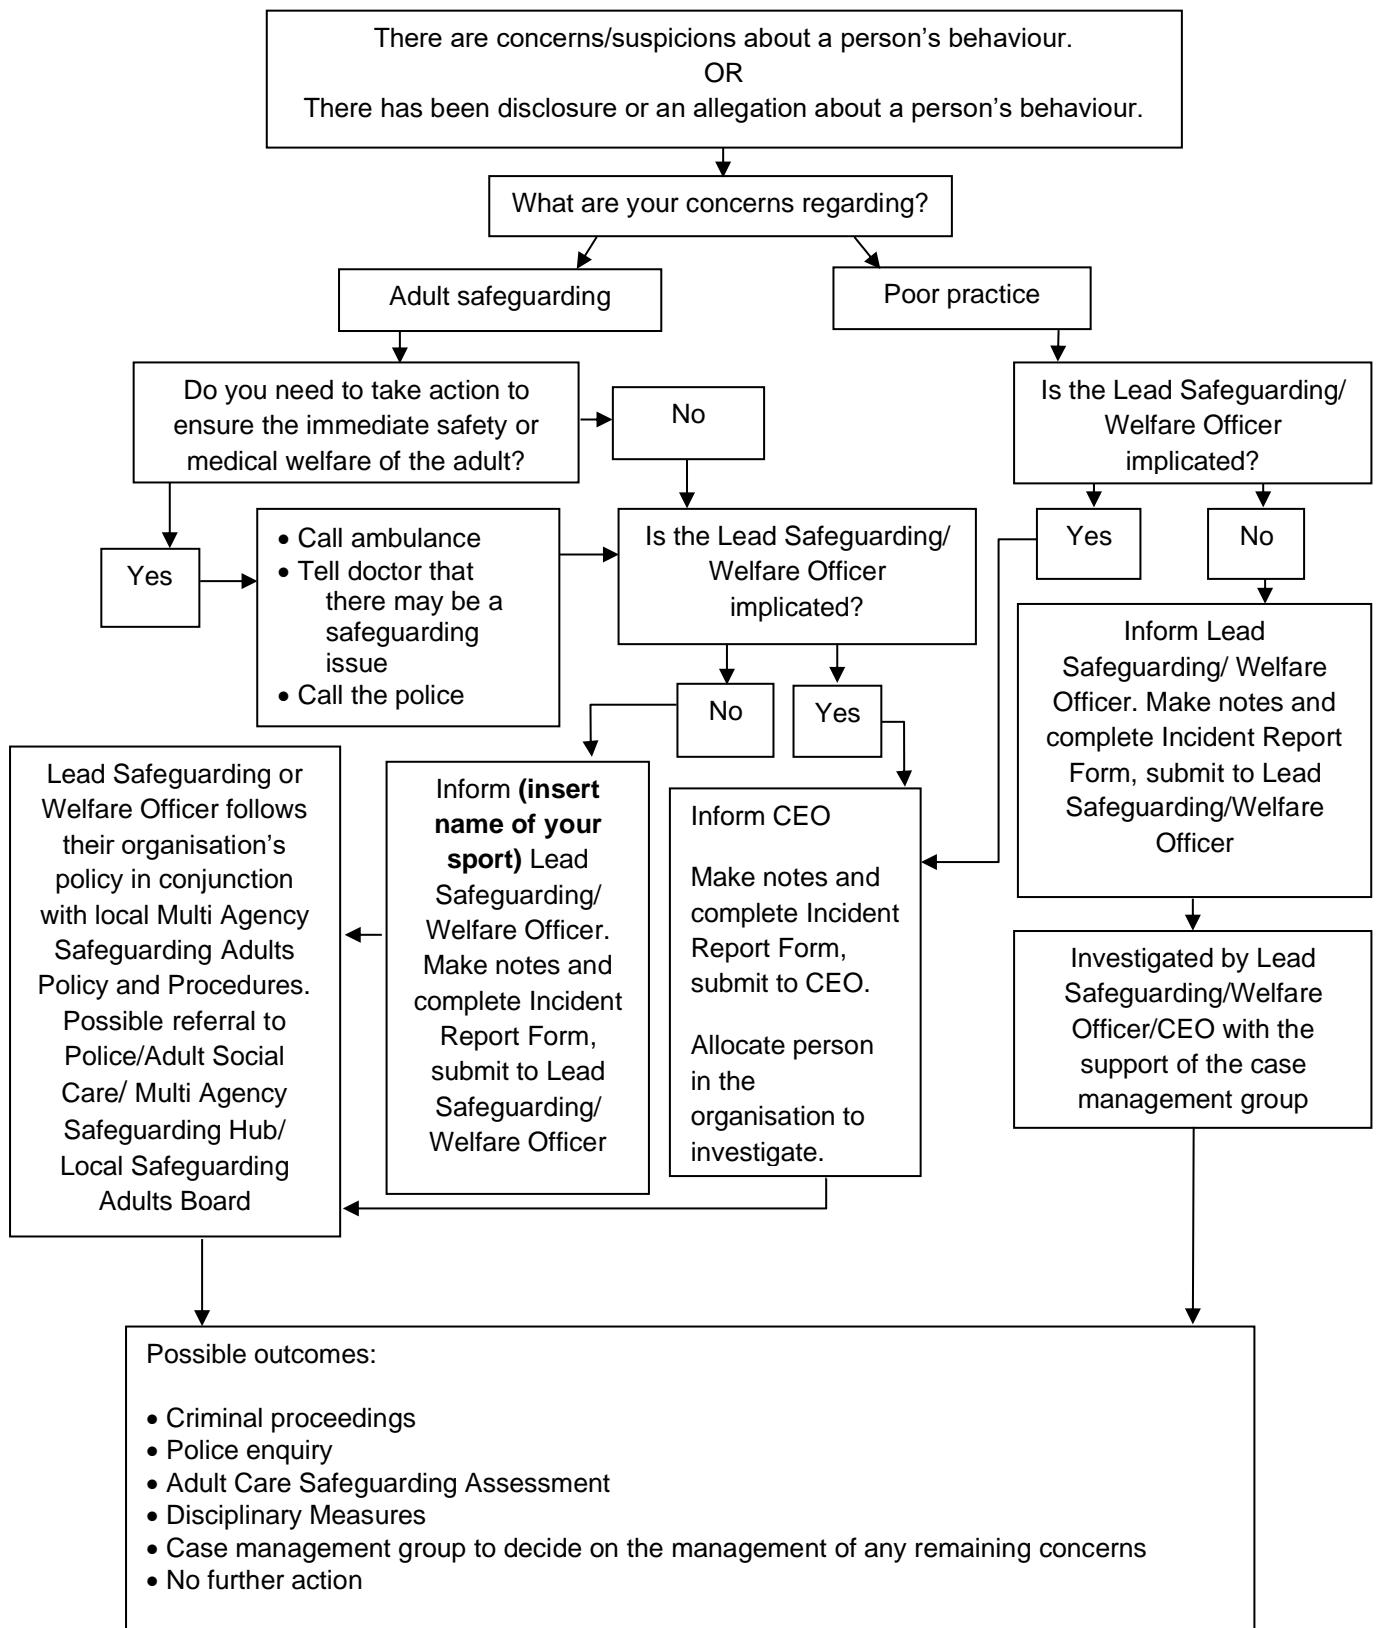 There are concerns/suspicions about a person’s behaviour.
OR
There has been disclosure or an allegation about a person’s behaviour.
What are your concerns regarding?
Adult safeguarding
Poor practice
Do you need to take action to
ensure the immediate safety or
medical welfare of the adult?
No
Is the Lead Safeguarding/
Welfare Officer
implicated?
Yes
• Call ambulance
• Tell doctor that
there may be a
safeguarding
issue
• Call the police
Is the Lead Safeguarding/
Welfare Officer
implicated?
Yes
No
No
Yes
Inform Lead
Safeguarding/ Welfare
Officer. Make notes and
complete Incident Report
Form, submit to Lead
Safeguarding/Welfare
Officer
Lead Safeguarding or
Welfare Officer follows
their organisation’s
policy in conjunction
with local Multi Agency
Safeguarding Adults
Policy and Procedures.
Possible referral to
Police/Adult Social
Care/ Multi Agency
Safeguarding Hub/
Local Safeguarding
Adults Board
Inform (insert
name of your
sport) Lead
Safeguarding/
Welfare Officer.
Make notes and
complete Incident
Report Form,
submit to Lead
Safeguarding/
Welfare Officer
Inform CEO
Make notes and
complete Incident
Report Form,
submit to CEO.
Allocate person
in the
organisation to
investigate.
Investigated by Lead
Safeguarding/Welfare
Officer/CEO with the
support of the case
management group
Possible outcomes:
• Criminal proceedings
• Police enquiry
• Adult Care Safeguarding Assessment
• Disciplinary Measures
• Case management group to decide on the management of any remaining concerns
• No further action